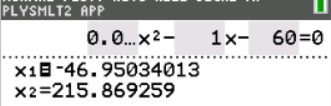 PLYSMLT2 APP
0.0…x²- 1x- 60=0
x1=-46.95034013
x2=215.869259